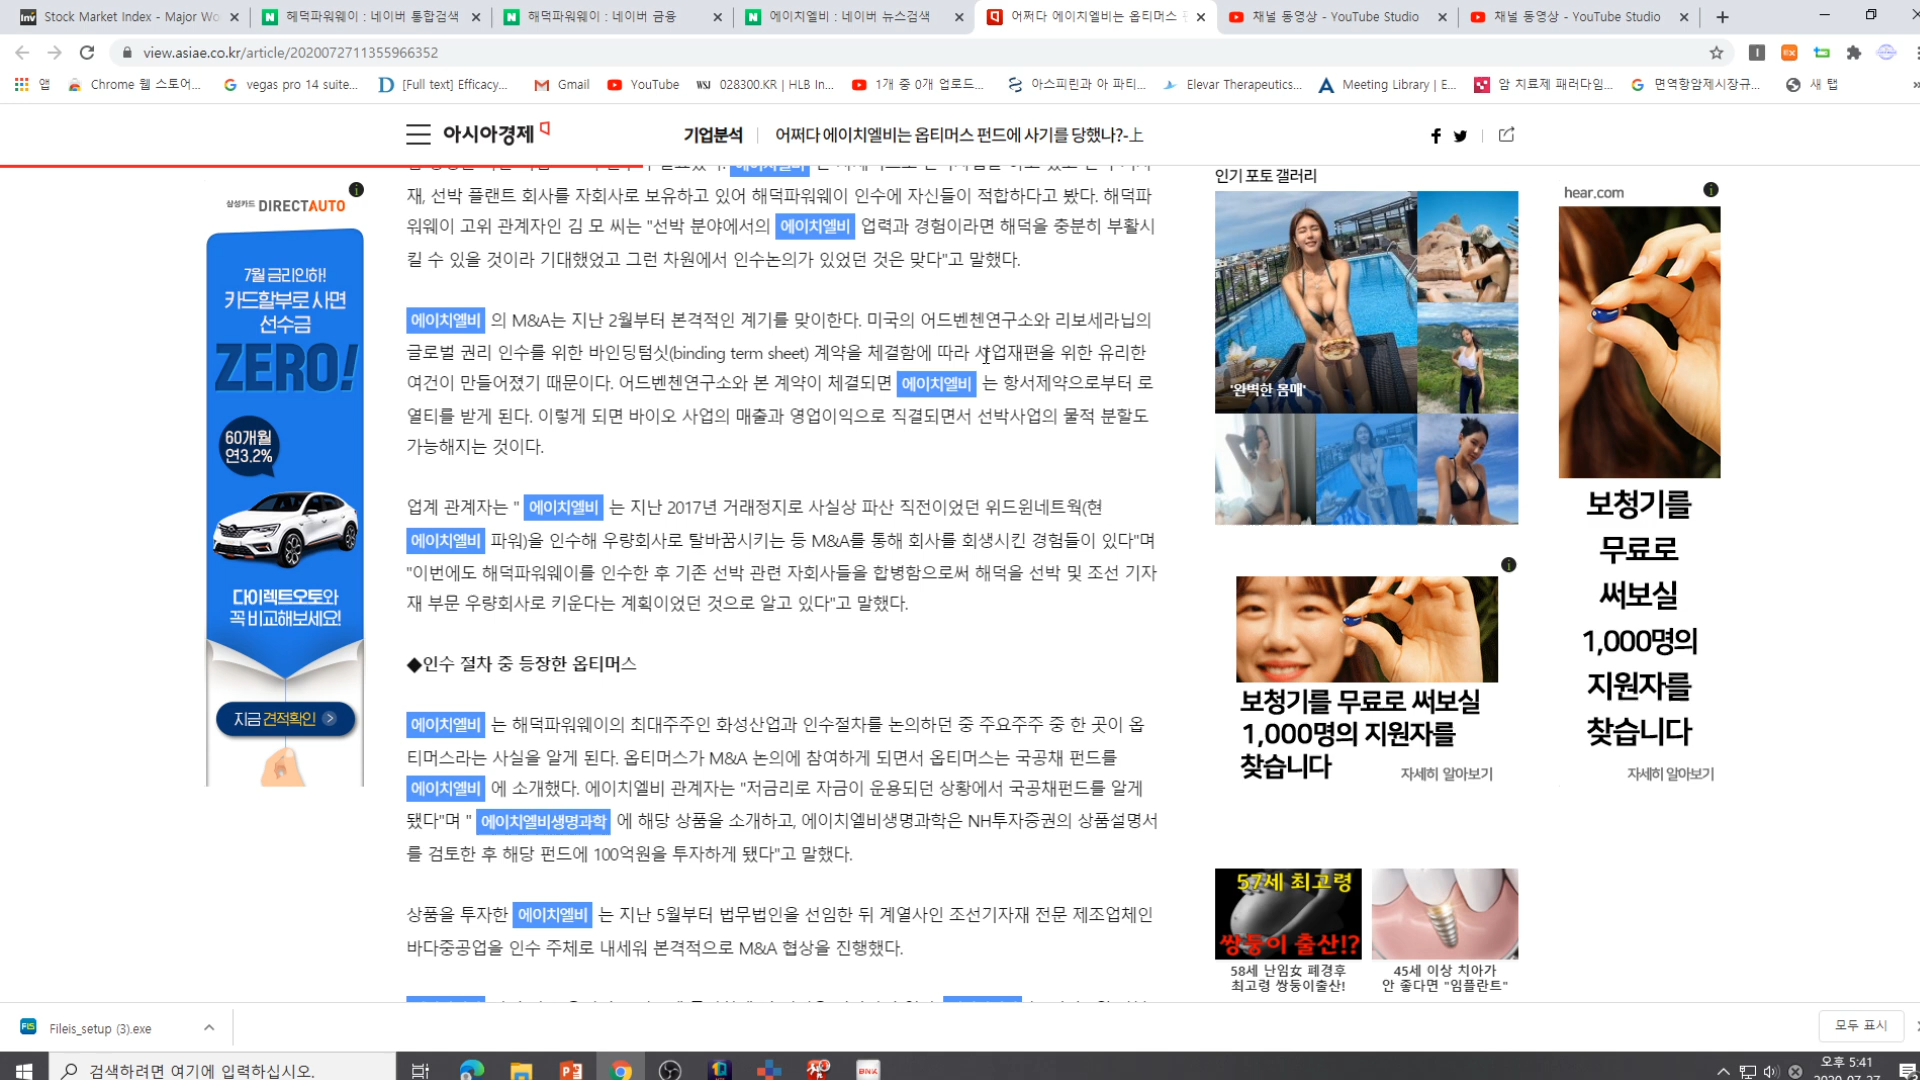 Stock Market Index - Major Wo
헤덕파워웨이 : 네이버 통합검색
해덕파워웨이 : 네이버 금융
에이치엘비 : 네이버 뉴스검색
어쩌다 에이치엘비는 옵티머스
채널 동영상 - YouTube Studio
채널 동영상 - YouTube Studio
view.asiae.co.kr/article/2020072711355966352
앱
Chrome 웹 스토어...
vegas pro 14 suite...
[Full text] Efficacy...
Gmail
YouTube
WSJ 028300.KR | HLB In...
1개 중 0개 업로드...
아스피린과 아 파티...
Elevar Therapeutics...
Meeting Library | E...
암 치료제 패러다임...
면역항암제시장규...
새 탭
아시아경제
기업분석
어쩌다 에이치엘비는 옵티머스 펀드에 사기를 당했나?-上
재, 선박 플랜트 회사를 자회사로 보유하고 있어 해덕파워웨이 인수에 자신들이 적합하다고 봤다. 해덕파
워웨이 고위 관계자인 김 모 씨는 "선박 분야에서의 에이치엘비 업력과 경험이라면 해덕을 충분히 부활시
킬 수 있을 것이라 기대했었고 그런 차원에서 인수논의가 있었던 것은 맞다"고 말했다.
에이치엘비 의 M&A는 지난 2월부터 본격적인 계기를 맞이한다. 미국의 어드벤첸연구소와 리보세라닙의
글로벌 권리 인수를 위한 바인딩텀싯(binding term sheet) 계약을 체결함에 따라 사업재편을 위한 유리한
여건이 만들어졌기 때문이다. 어드벤첸연구소와 본 계약이 체결되면 에이치엘비 는 항서제약으로부터 로
열티를 받게 된다. 이렇게 되면 바이오 사업의 매출과 영업이익으로 직결되면서 선박사업의 물적 분할도
가능해지는 것이다.
업계 관계자는 " 에이치엘비 는 지난 2017년 거래정지로 사실상 파산 직전이었던 위드윈네트웍(현
에이치엘비 파워)을 인수해 우량회사로 탈바꿈시키는 등 M&A를 통해 회사를 회생시킨 경험들이 있다"며
"이번에도 해덕파워웨이를 인수한 후 기존 선박 관련 자회사들을 합병함으로써 해덕을 선박 및 조선 기자
재 부문 우량회사로 키운다는 계획이었던 것으로 알고 있다"고 말했다.
◆인수 절차 중 등장한 옵티머스
에이치엘비 는 해덕파워웨이의 최대주주인 화성산업과 인수절차를 논의하던 중 주요주주 중 한 곳이 옵
티머스라는 사실을 알게 된다. 옵티머스가 M&A 논의에 참여하게 되면서 옵티머스는 국공채 펀드를
에이치엘비 에 소개했다. 에이치엘비 관계자는 "저금리로 자금이 운용되던 상황에서 국공채펀드를 알게
됐다"며 " 에이치엘비생명과학 에 해당 상품을 소개하고, 에이치엘비생명과학은 NH투자증권의 상품설명서
를 검토한 후 해당 펀드에 100억원을 투자하게 됐다"고 말했다.
상품을 투자한 에이치엘비 는 지난 5월부터 법무법인을 선임한 뒤 계열사인 조선기자재 전문 제조업체인
바다중공업을 인수 주체로 내세워 본격적으로 M&A 협상을 진행했다.
삼성카드 DIRECTAUTO
7월 금리인하!
카드할부로 사면
선수금
ZERO!
60개월
연3.2%
다이렉트오토와
꼭 비교해보세요!
지금 견적확인
인기 포토 갤러리
'완벽한 몸매'
보청기를 무료로 써보실
1,000명의 지원자를
찾습니다
자세히 알아보기
57세 최고령
쌍둥이 출산!?
58세 난임女 폐경후
최고령 쌍둥이출산!
45세 이상 치아가
안 좋다면 "임플란트"
hear.com
보청기를
무료로
써보실
1,000명의
지원자를
찾습니다
자세히 알아보기
Fileis_setup (3).exe
모두 표시
검색하려면 여기에 입력하십시오.
오후 5:41